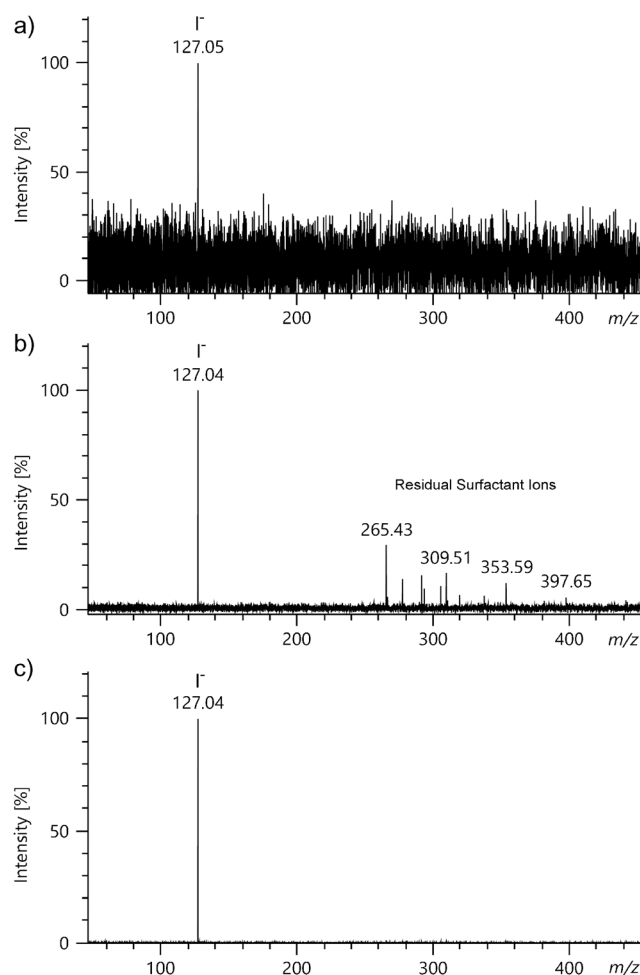 a)
I-
127.05
100
50
0
Intensity [%]
100 200 300 400 m/z
b)
I-
127.04
100
50
0
Intensity [%]
Residual Surfactant Ions
265.43
309.51
353.59
397.65
100 200 300 400 m/z
c)
I-
127.04
100
50
0
Intensity [%]
100 200 300 400 m/z